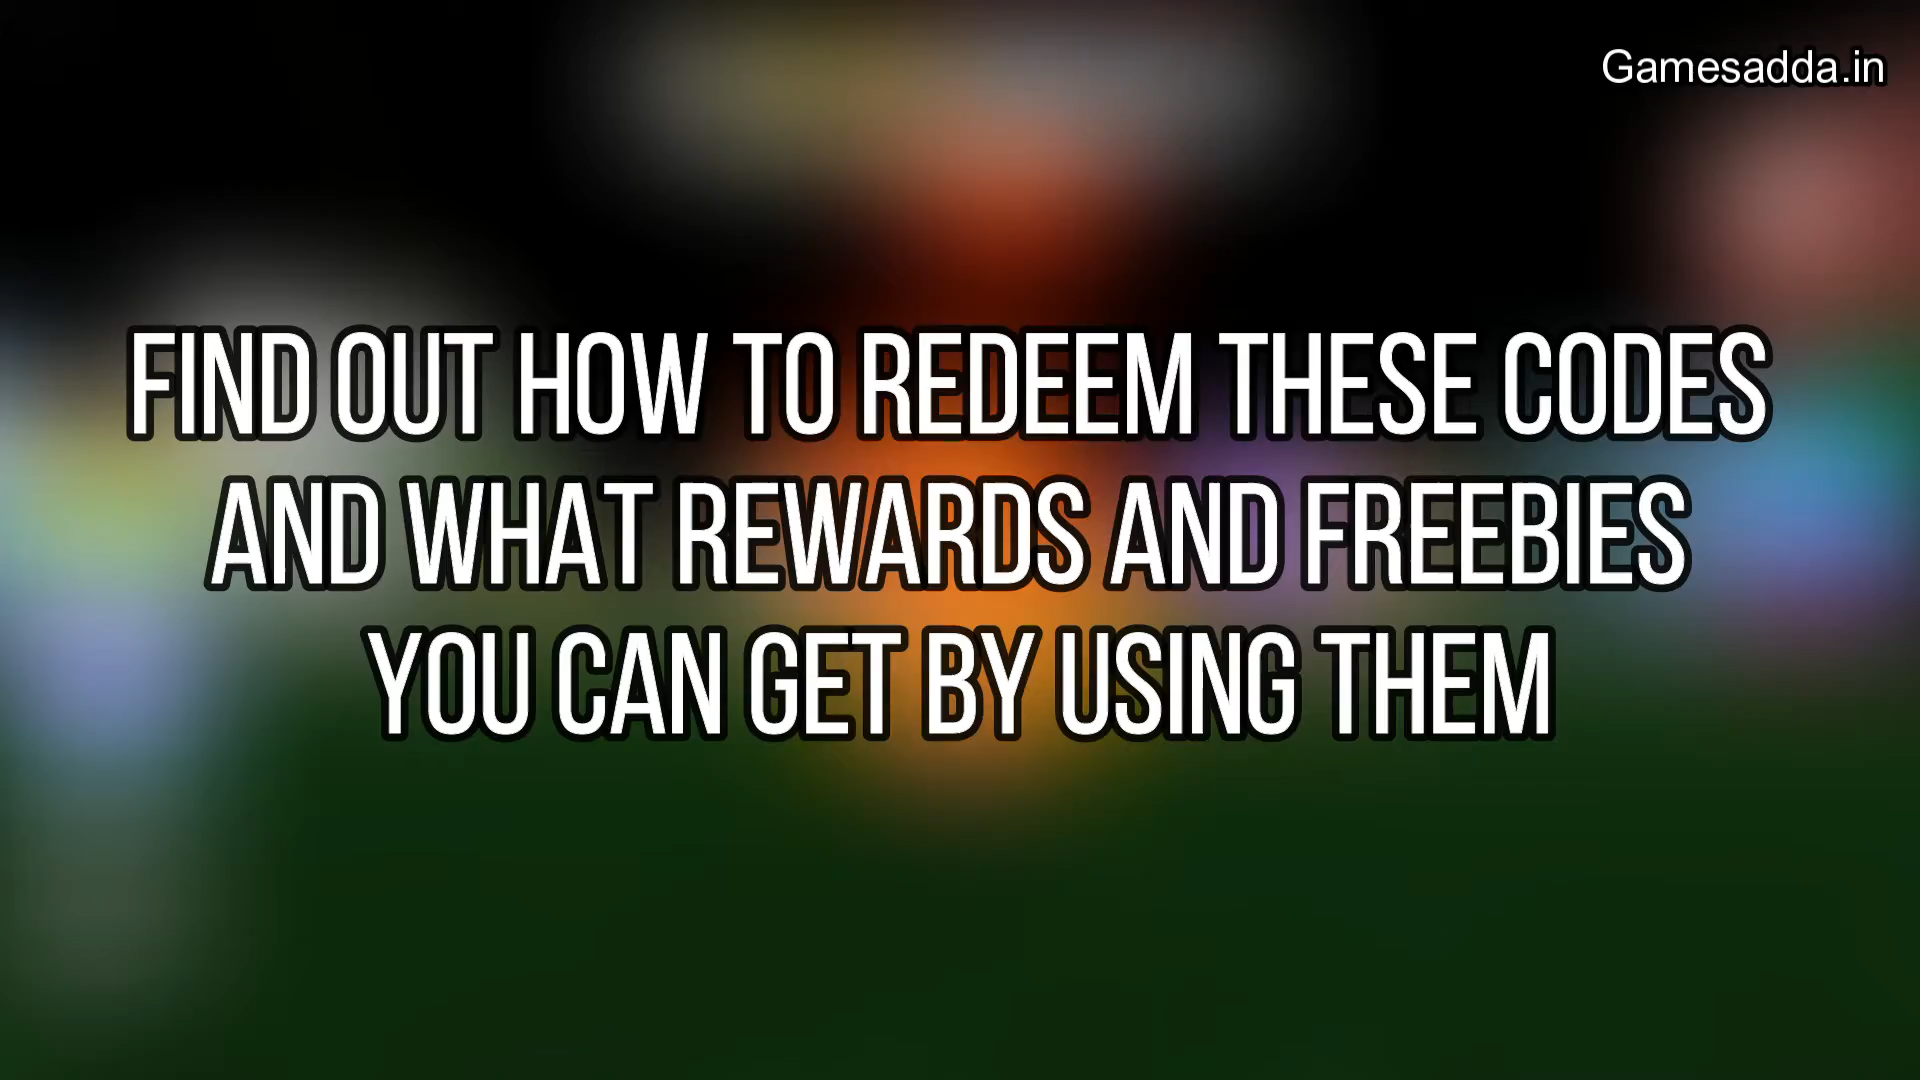 Gamesadda.in
FIND OUT HOW TO REDEEM THESE CODES
AND WHAT REWARDS AND FREEBIES
YOU CAN GET BY USING THEM